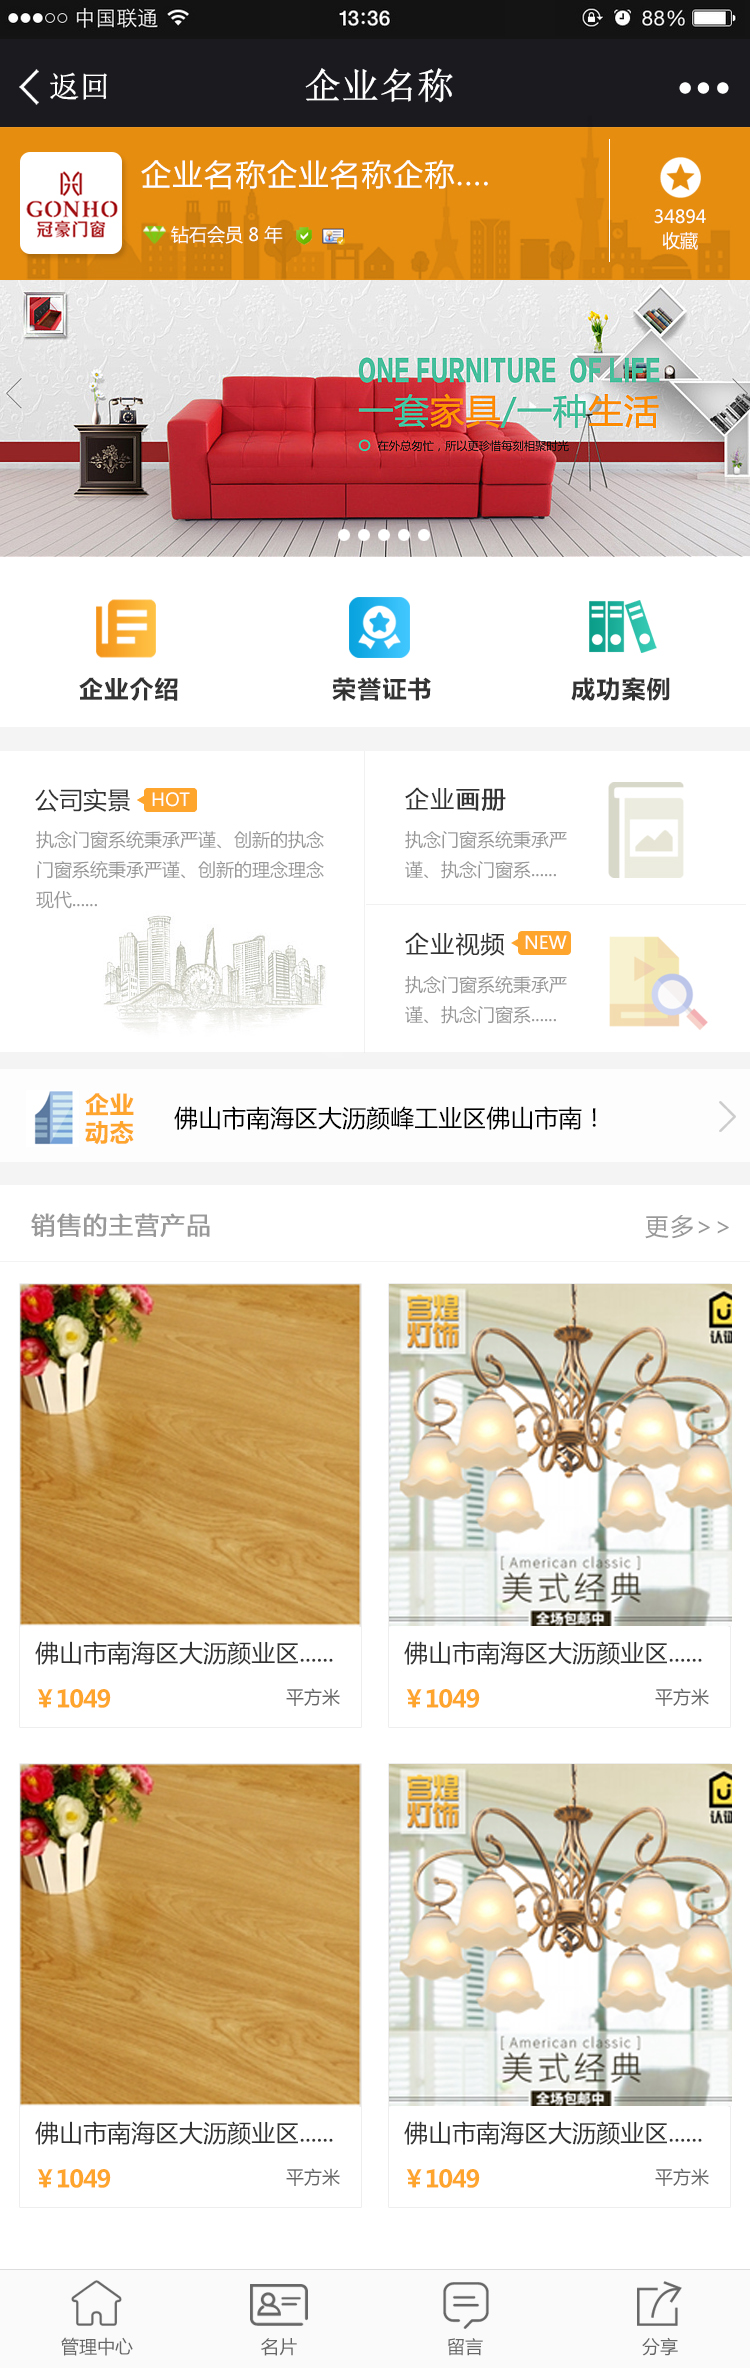 中国联通
13:36
88%
返回
企业名称
GONHO
冠豪门窗
企业名称企业名称企称....
钻石会员 8 年
34894
收藏
ONE FURNITURE OF LIFE
一套家具/一种生活
在外总匆忙，所以更珍惜每刻相聚时光
企业介绍
荣誉证书
成功案例
公司实景
HOT
执念门窗系统秉承严谨、创新的执念
门窗系统秉承严谨、创新的理念理念
现代......
企业画册
执念门窗系统秉承严
谨、执念门窗系......
企业视频
NEW
执念门窗系统秉承严
谨、执念门窗系......
企业
动态
佛山市南海区大沥颜峰工业区佛山市南！
销售的主营产品
更多>>
宫煌
灯饰
认证
[ American classic ]
美式经典
全场包邮中
佛山市南海区大沥颜业区......
¥1049
平方米
佛山市南海区大沥颜业区......
¥1049
平方米
宫煌
灯饰
认证
[ American classic ]
美式经典
全场包邮中
佛山市南海区大沥颜业区......
¥1049
平方米
佛山市南海区大沥颜业区......
¥1049
平方米
管理中心
名片
留言
分享